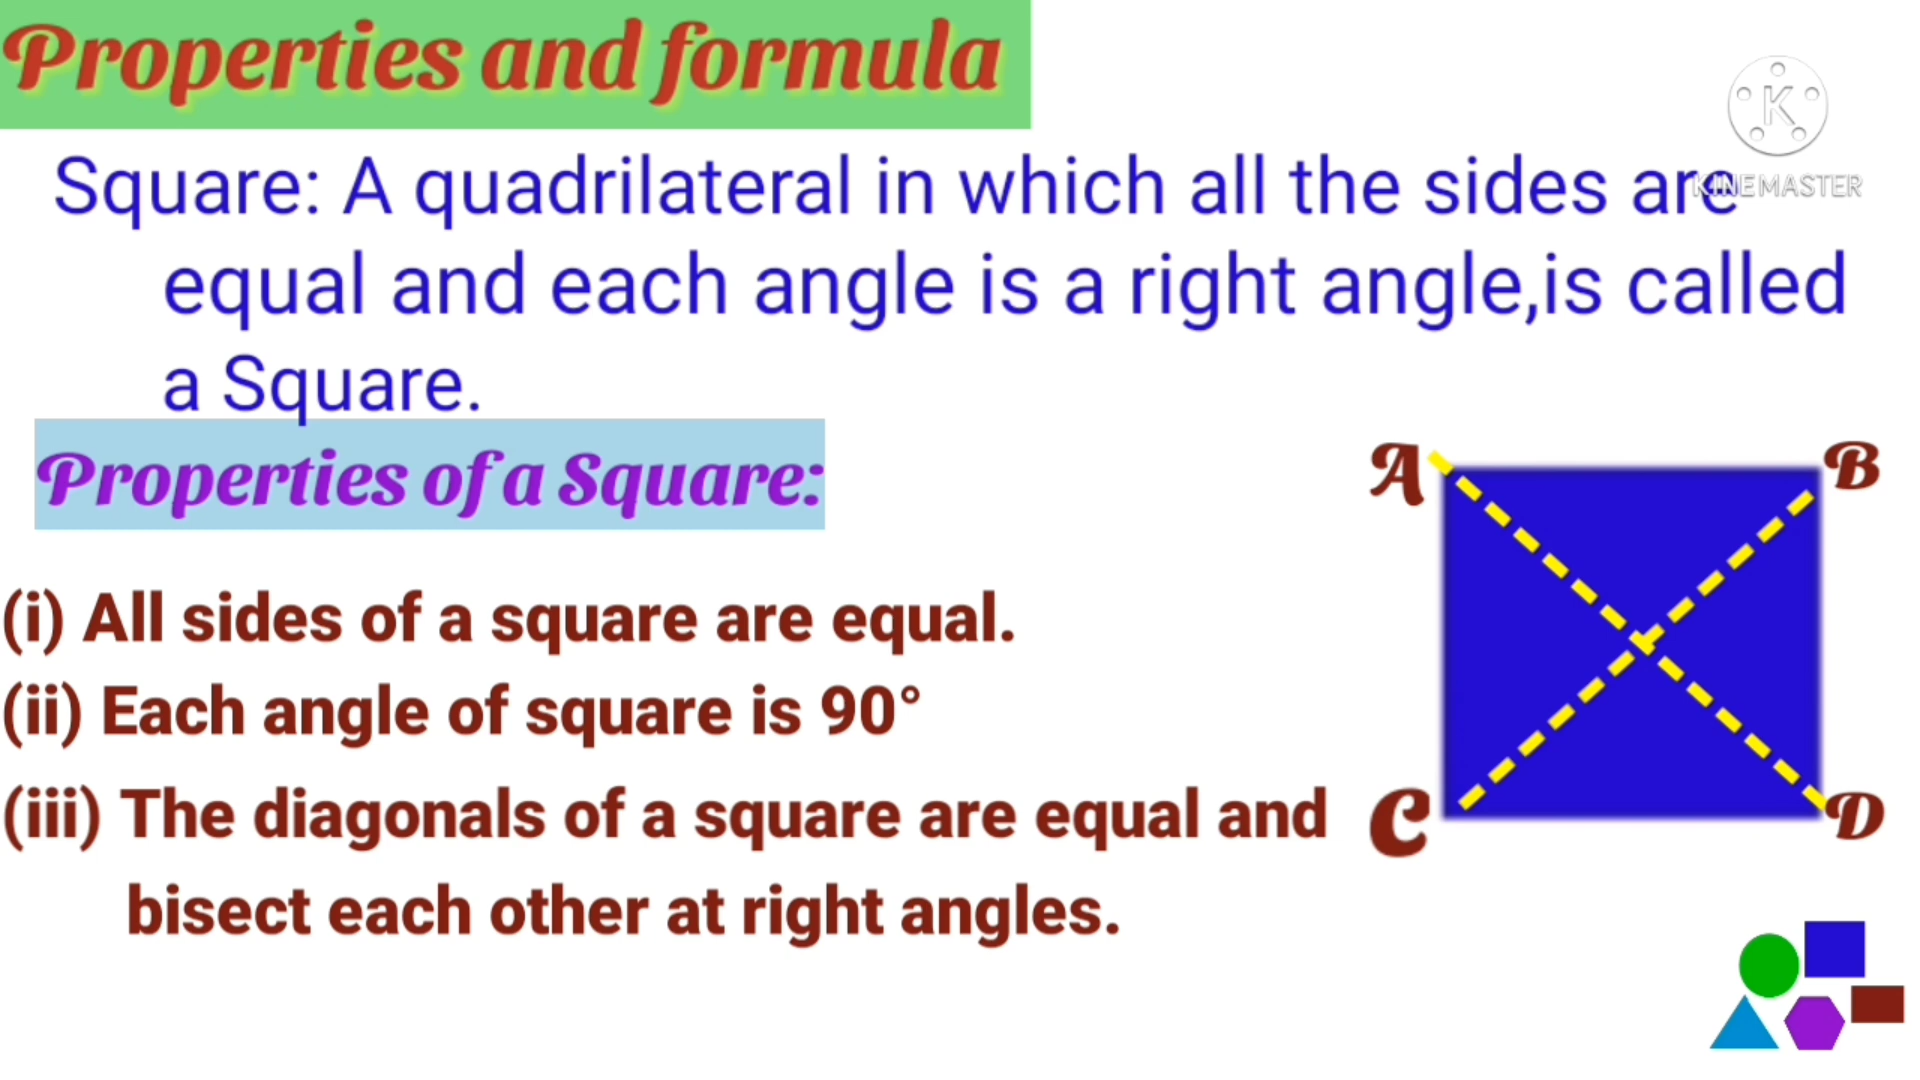 Properties and formula
K
KINEMASTER
Square: A quadrilateral in which all the sides are
equal and each angle is a right angle,is called
a Square.
Properties of a Square:
A
B
(i) All sides of a square are equal.
(ii) Each angle of square is 90°
(iii) The diagonals of a square are equal and
bisect each other at right angles.
C
D